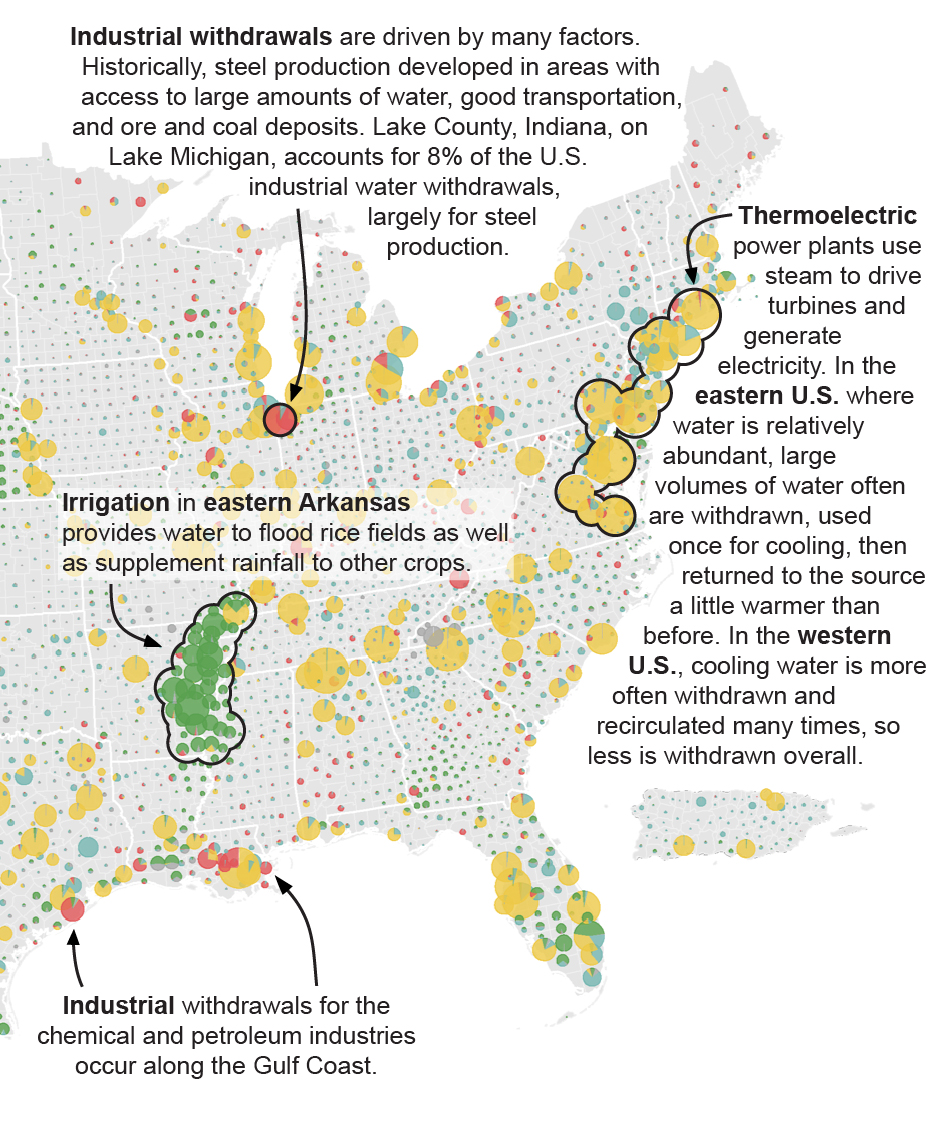 Industrial withdrawals are driven by many factors.
Historically, steel production developed in areas with
access to large amounts of water, good transportation,
and ore and coal deposits. Lake County, Indiana, on
Lake Michigan, accounts for 8% of the U.S.
industrial water withdrawals,
largely for steel
production.
Thermoelectric
power plants use
steam to drive
turbines and
generate
electricity. In the
eastern U.S. where
water is relatively
abundant, large
volumes of water often
are withdrawn, used
once for cooling, then
returned to the source
a little warmer than
before. In the western
U.S., cooling water is more
often withdrawn and
recirculated many times, so
less is withdrawn overall.
Irrigation in eastern Arkansas
provides water to flood rice fields as well
as supplement rainfall to other crops.
Industrial withdrawals for the
chemical and petroleum industries
occur along the Gulf Coast.